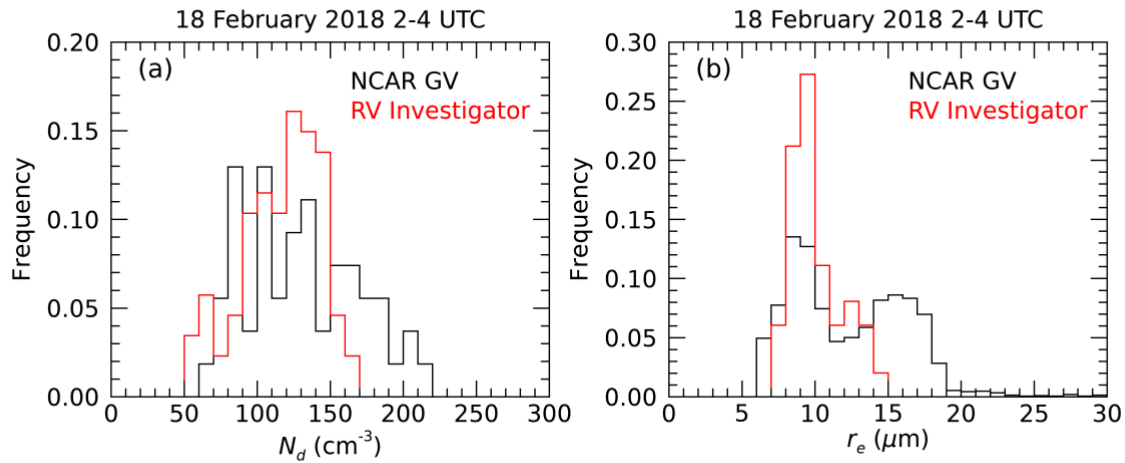 18 February 2018 2-4 UTC
(a)
NCAR GV
RV Investigator
Frequency
0.20
0.15
0.10
0.05
0.00
0 50 100 150 200 250 300
N_d (cm⁻³)
18 February 2018 2-4 UTC
(b)
NCAR GV
RV Investigator
Frequency
0.30
0.25
0.20
0.15
0.10
0.05
0.00
0 5 10 15 20 25 30
r_e (μm)